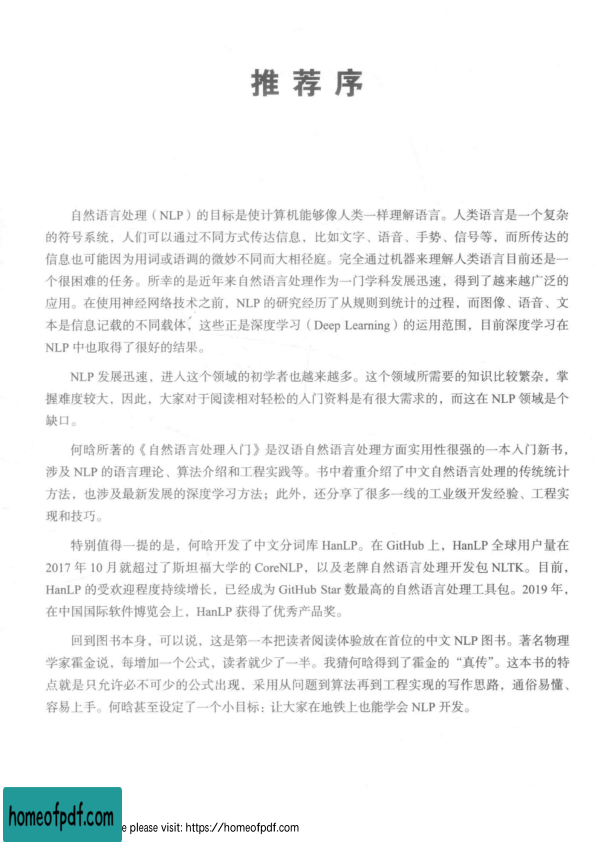 推荐序
自然语言处理（NLP）的目标是使计算机能够像人类一样理解语言。人类语言是一个复杂
的符号系统，人们可以通过不同方式传达信息，比如文字、语音、手势、信号等，而所传达的
信息也可能因为用词或语调的微妙不同而大相径庭。完全通过机器来理解人类语言目前还是一
个很困难的任务。所幸的是近年来自然语言处理作为一门学科发展迅速，得到了越来越广泛的
应用。在使用神经网络技术之前，NLP 的研究经历了从规则到统计的过程，而图像、语音、文
本是信息记载的不同载体，这些正是深度学习（Deep Learning）的运用范围，目前深度学习在
NLP 中也取得了很好的结果。
NLP 发展迅速，进入这个领域的初学者也越来越多。这个领域所需要的知识比较繁杂，掌
握难度较大，因此，大家对于阅读相对轻松的入门资料是有很大需求的，而这在 NLP 领域是个
缺口。
何晗所著的《自然语言处理入门》是汉语自然语言处理方面实用性很强的一本入门新书，
涉及 NLP 的语言理论、算法介绍和工程实践等。书中着重介绍了中文自然语言处理的传统统计
方法，也涉及最新发展的深度学习方法；此外，还分享了很多一线的工业级开发经验、工程实
现和技巧。
特别值得一提的是，何晗开发了中文分词库 HanLP。在 GitHub 上，HanLP 全球用户量在
2017 年 10 月就超过了斯坦福大学的 CoreNLP，以及老牌自然语言处理开发包 NLTK。目前，
HanLP 的受欢迎程度持续增长，已经成为 GitHub Star 数最高的自然语言处理工具包。2019 年，
在中国国际软件博览会上，HanLP 获得了优秀产品奖。
回到图书本身，可以说，这是第一本把读者阅读体验放在首位的中文 NLP 图书。著名物理
学家霍金说，每增加一个公式，读者就少了一半。我猜何晗得到了霍金的“真传”。这本书的特
点就是只允许必不可少的公式出现，采用从问题到算法再到工程实现的写作思路，通俗易懂、
容易上手。何晗甚至设定了一个小目标：让大家在地铁上也能学会 NLP 开发。
homeofpdf.com
e please visit: https://homeofpdf.com